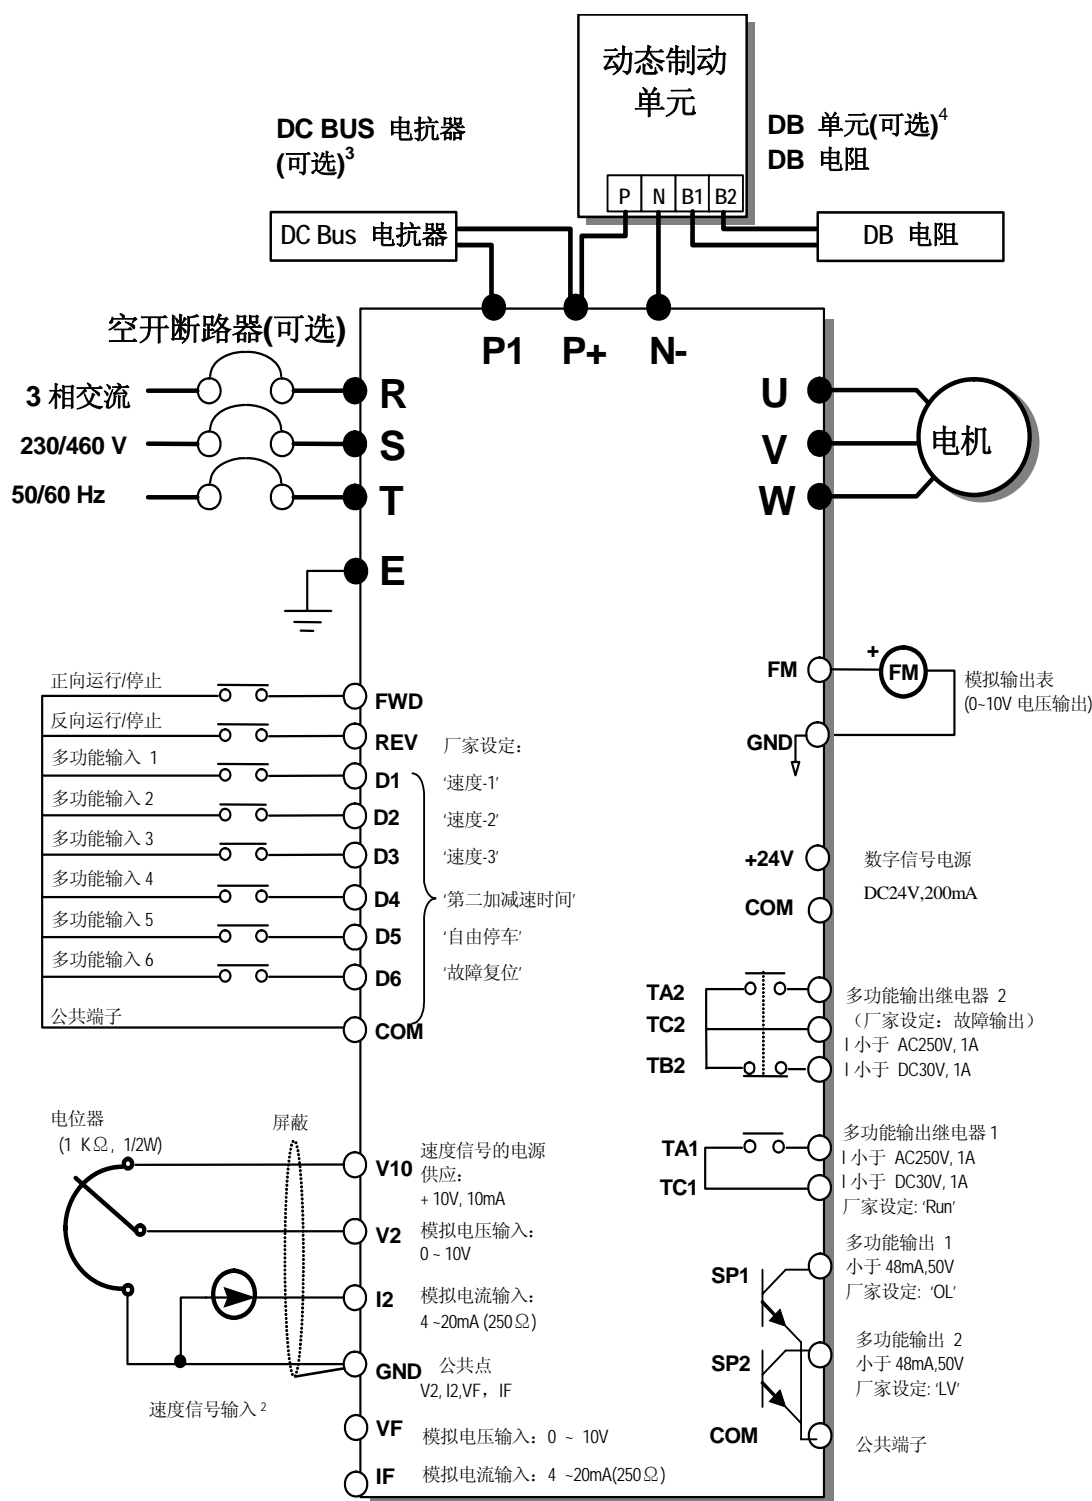 动态制动
单元
DC BUS 电抗器
(可选)3
DB 单元(可选)4
DB 电阻
P N B1 B2
DC Bus 电抗器
DB 电阻
空开断路器(可选)
P1 P+ N-
3 相交流
R
U
230/460 V
S
V
电机
50/60 Hz
T
W
E
FM
+
FM
模拟输出表
(0~10V 电压输出)
GND
正向运行/停止
FWD
反向运行/停止
REV
厂家设定:
多功能输入 1
D1
'速度-1'
多功能输入 2
D2
'速度-2'
多功能输入 3
D3
'速度-3'
多功能输入 4
D4
'第二加减速时间'
多功能输入 5
D5
'自由停车'
多功能输入 6
D6
'故障复位'
公共端子
COM
+24V
数字信号电源
DC24V,200mA
COM
TA2
TC2
TB2
多功能输出继电器 2
（厂家设定：故障输出）
I 小于 AC250V, 1A
I 小于 DC30V, 1A
TA1
TC1
多功能输出继电器 1
I 小于 AC250V, 1A
I 小于 DC30V, 1A
厂家设定: 'Run'
电位器
(1 KΩ, 1/2W)
屏蔽
V10
速度信号的电源
供应：
+ 10V, 10mA
V2
模拟电压输入：
0 ~ 10V
I2
模拟电流输入：
4 ~20mA (250Ω)
GND
公共点
V2, I2,VF，IF
速度信号输入 2
VF
模拟电压输入：0 ~ 10V
IF
模拟电流输入：4 ~20mA(250Ω)
SP1
多功能输出 1
小于 48mA,50V
厂家设定: 'OL'
SP2
多功能输出 2
小于 48mA,50V
厂家设定: 'LV'
COM
公共端子